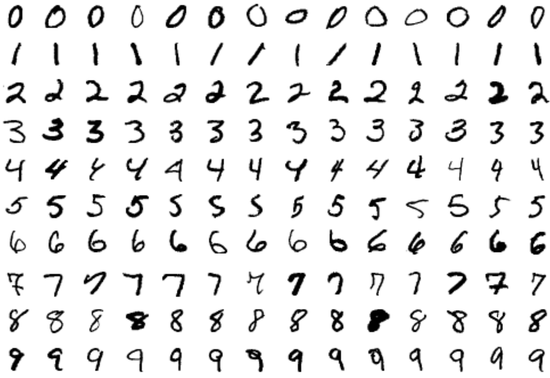 0 0 0 0 0 0 0 0 0 0 0 0 0 0
1 1 1 1 1 1 1 1 1 1 1 1 1 1
2 2 2 2 2 2 2 2 2 2 2 2 2 2
3 3 3 3 3 3 3 3 3 3 3 3 3 3
4 4 4 4 4 4 4 4 4 4 4 4 4 4
5 5 5 5 5 5 5 5 5 5 5 5 5 5
6 6 6 6 6 6 6 6 6 6 6 6 6 6
7 7 7 7 7 7 7 7 7 7 7 7 7 7
8 8 8 8 8 8 8 8 8 8 8 8 8 8
9 9 9 9 9 9 9 9 9 9 9 9 9 9